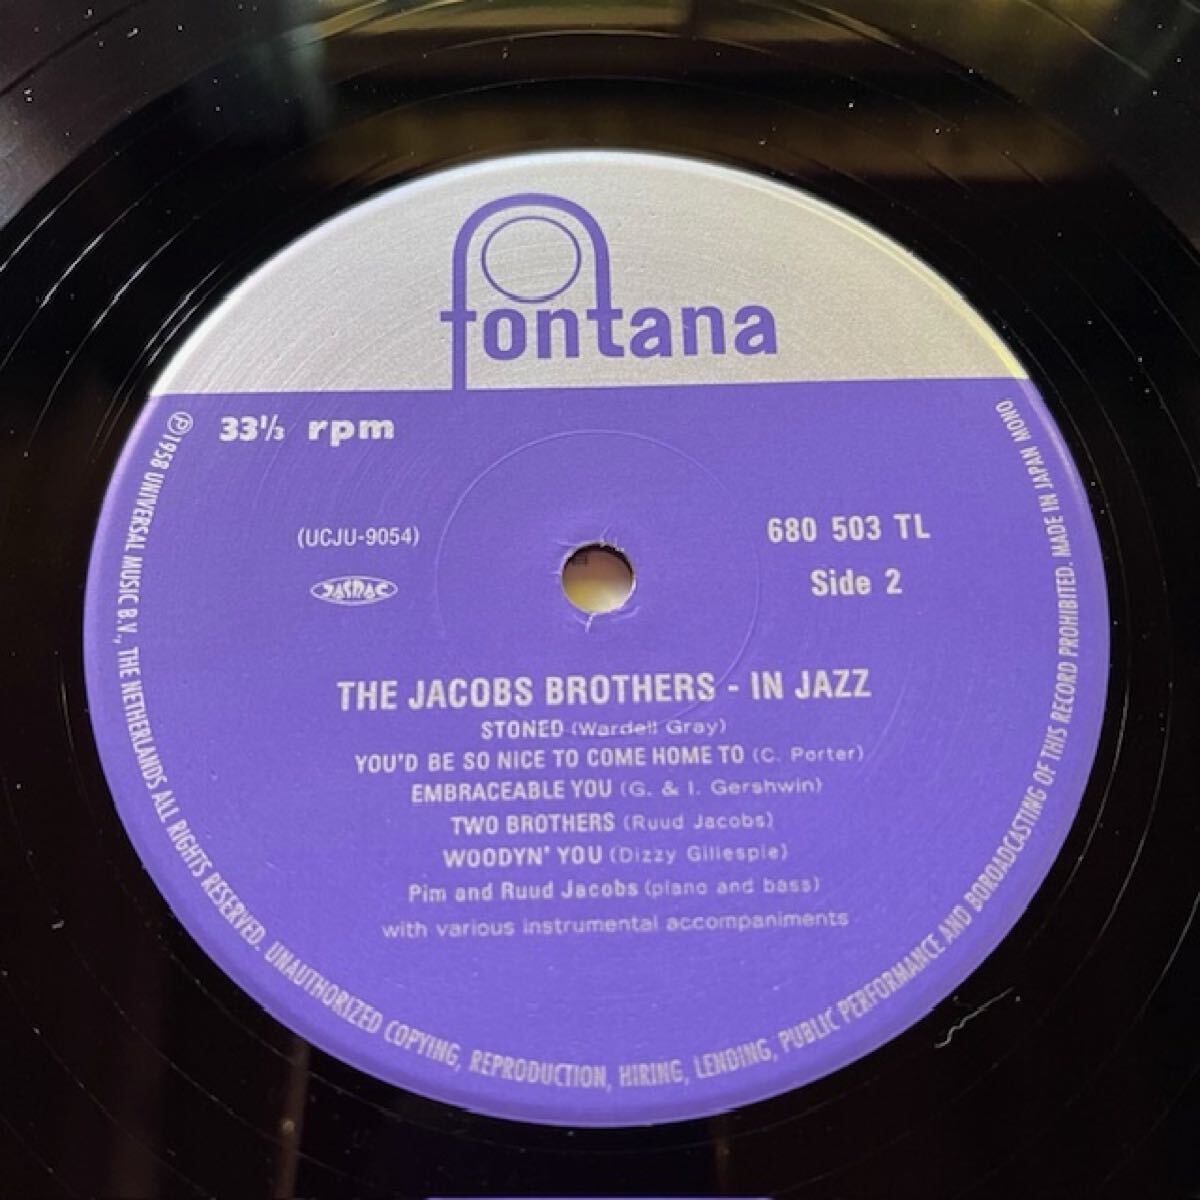 fontana
33⅓ rpm
(UCJU-9054)
680 503 TL
JASRAC
Side 2
THE JACOBS BROTHERS - IN JAZZ
STONED (Wardell Gray)
YOU'D BE SO NICE TO COME HOME TO (C. Porter)
EMBRACEABLE YOU (G. & I. Gershwin)
TWO BROTHERS (Ruud Jacobs)
WOODYN' YOU (Dizzy Gillespie)
Pim and Ruud Jacobs (piano and bass)
with various instrumental accompaniments
℗1958 UNIVERSAL MUSIC B.V., THE NETHERLANDS ALL RIGHTS RESERVED. UNAUTHORIZED COPYING, REPRODUCTION, HIRING, LENDING, PUBLIC PERFORMANCE AND BOROADCASTING OF THIS RECORD PROHIBITED. MADE IN JAPAN MONO